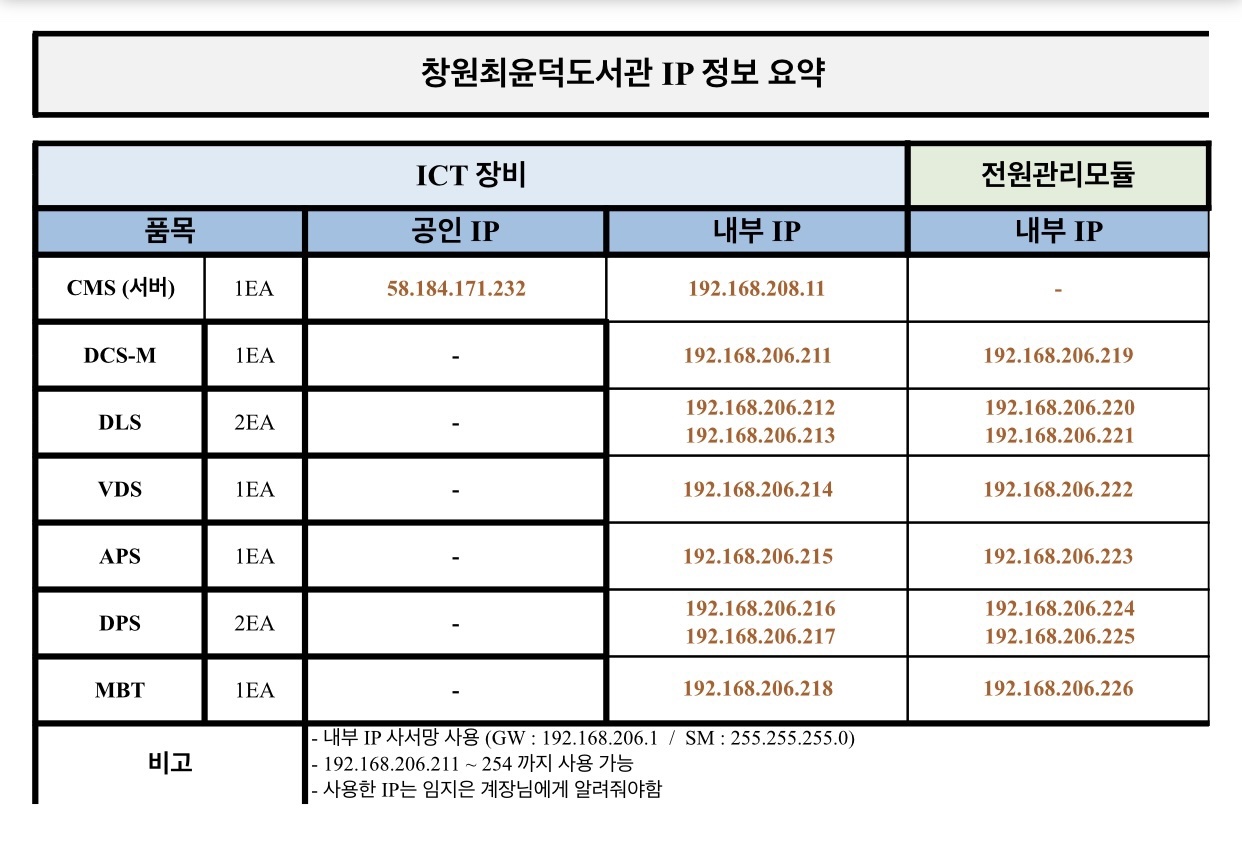 창원최윤덕도서관 IP 정보 요약
ICT 장비 전원관리모듈
품목 공인 IP 내부 IP 내부 IP
CMS (서버) 1EA 58.184.171.232 192.168.208.11 -
DCS-M 1EA - 192.168.206.211 192.168.206.219
DLS 2EA - 192.168.206.212 192.168.206.220
192.168.206.213 192.168.206.221
VDS 1EA - 192.168.206.214 192.168.206.222
APS 1EA - 192.168.206.215 192.168.206.223
DPS 2EA - 192.168.206.216 192.168.206.224
192.168.206.217 192.168.206.225
MBT 1EA - 192.168.206.218 192.168.206.226
비고
- 내부 IP 사서망 사용 (GW : 192.168.206.1 / SM : 255.255.255.0)
- 192.168.206.211 ~ 254 까지 사용 가능
- 사용한 IP는 임지은 계장님에게 알려줘야함